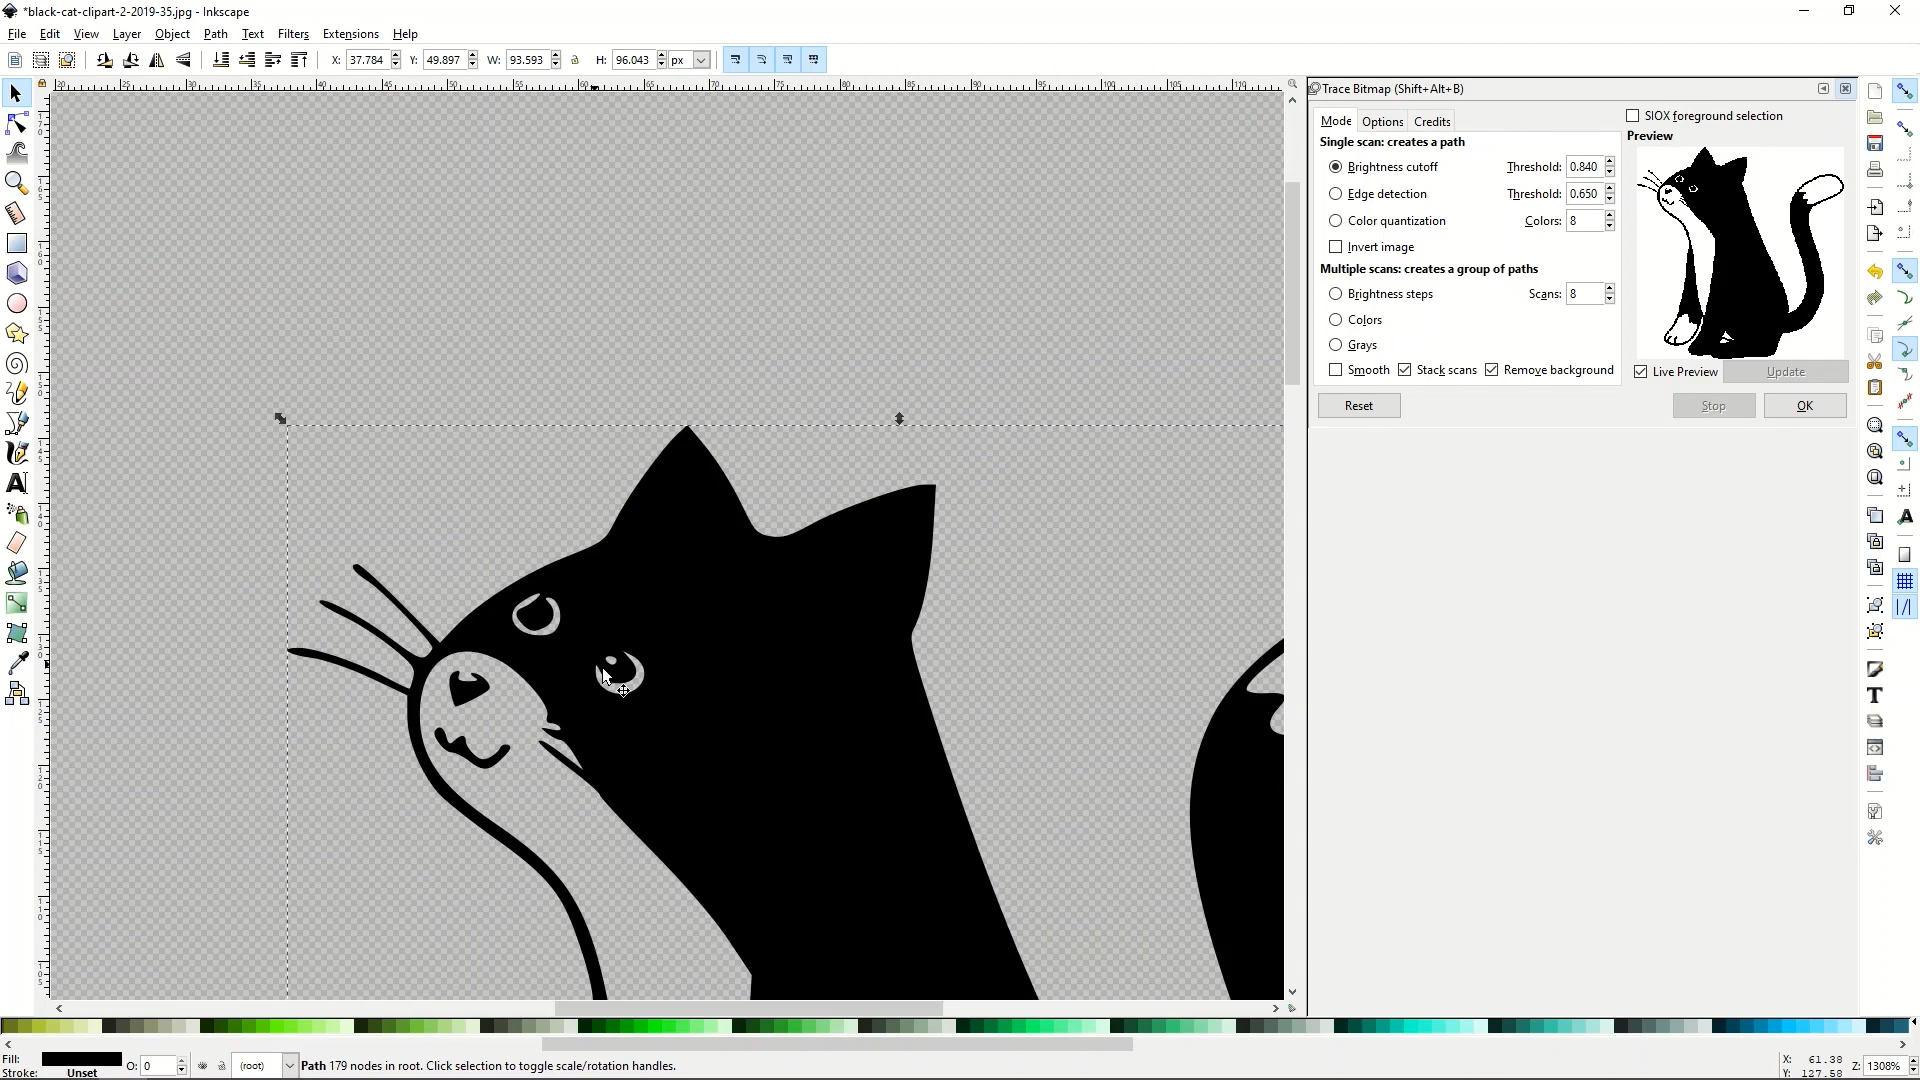 *black-cat-clipart-2-2019-35.jpg - Inkscape
File Edit View Layer Object Path Text Filters Extensions Help
X: 37.784 Y: 49.897 W: 93.593 H: 96.043 px
Trace Bitmap (Shift+Alt+B)
Mode Options Credits
SIOX foreground selection
Preview
Single scan: creates a path
Brightness cutoff Threshold: 0.840
Edge detection Threshold: 0.650
Color quantization Colors: 8
Invert image
Multiple scans: creates a group of paths
Brightness steps Scans: 8
Colors
Grays
Smooth Stack scans Remove background
Live Preview Update
Reset Stop OK
Fill:
Stroke: Unset
O: 0 (root) Path 179 nodes in root. Click selection to toggle scale/rotation handles.
X: 61.38
Y: 127.58
Z: 1308%